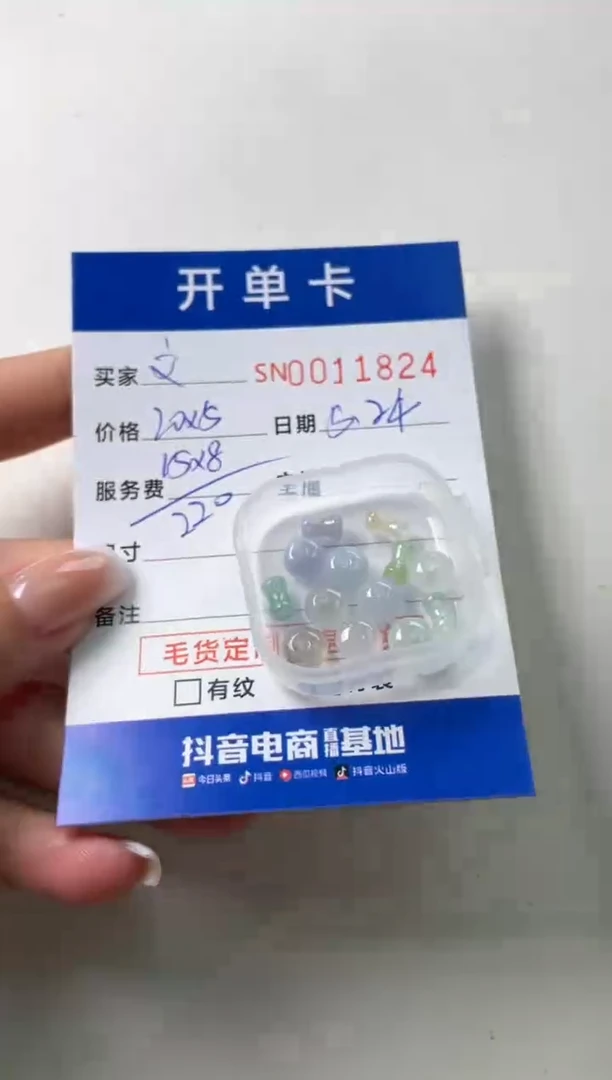 开单卡
买家 文 SN0011824
价格 20x5 日期 5.24
15x8
服务费
220
寸
备注
毛货定
有纹
抖音电商直播基地
今日头条 抖音 西瓜视频 抖音火山版